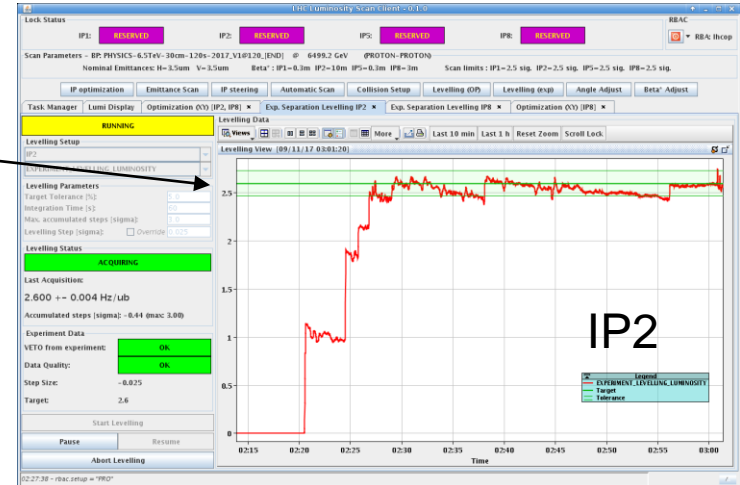 LHC Luminosity Scan Client - 0.1.0
Lock Status
IP1: RESERVED IP2: RESERVED IP5: RESERVED IP8: RESERVED
RBAC
RBA: lhcop
Scan Parameters - BP: PHYSICS-6.5TeV-30cm-120s-2017_V1@120_[END] @ 6499.2 GeV (PROTON-PROTON)
Nominal Emittances: H=3.5um V=3.5um Beta* : IP1=0.3m IP2=10m IP5=0.3m IP8=3m Scan limits : IP1=2.5 sig. IP2=2.5 sig. IP5=2.5 sig. IP8=2.5 sig.
IP optimization Emittance Scan IP steering Automatic Scan Collision Setup Levelling (OP) Levelling (exp) Angle Adjust Beta* Adjust
Task Manager Lumi Display Optimization (XY) [IP2, IP8] × Exp. Separation Levelling IP2 × Exp. Separation Levelling IP8 × Optimization (XY) [IP8] ×
RUNNING
Levelling Setup
IP2
EXPERIMENT_LEVELLING_LUMINOSITY
Levelling Parameters
Target Tolerance [%]: 5.0
Integration Time [s]: 60
Max. accumulated steps [sigma]: 3.0
Levelling Step [sigma]: Override 0.025
Levelling Status
ACQUIRING
Last Acquisition:
2.600 +- 0.004 Hz/ub
Accumulated steps [sigma]: -0.44 (max: 3.00)
Experiment Data
VETO from experiment: OK
Data Quality: OK
Step Size: -0.025
Target: 2.6
Start Levelling
Pause Resume
Abort Levelling
Levelling Data
Views More Last 10 min Last 1 h Reset Zoom Scroll Lock
Levelling View [09/11/17 03:01:20]
2.5
2
1.5
1
0.5
0
IP2
Legend
EXPERIMENT_LEVELLING_LUMINOSITY
Target
Tolerance
02:15 02:20 02:25 02:30 02:35 02:40 02:45 02:50 02:55 03:00
Time
02:27:38 - rbac.setup = "PRO"